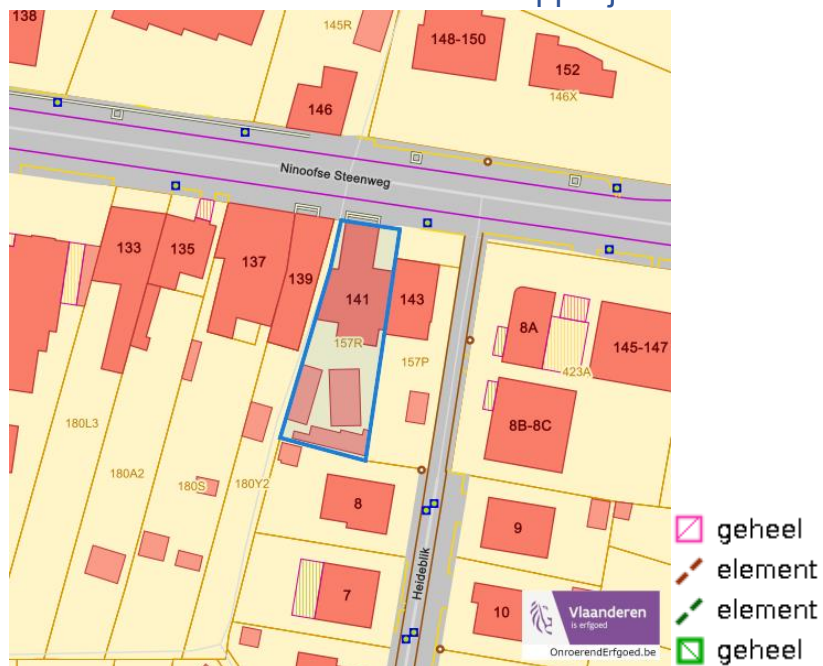 138
145R
148-150
152
146X
146
Ninoofse Steenweg
133
135
137
139
141
143
157R
157P
8A
145-147
423A
8B-8C
180L3
180A2
180S
180Y2
8
9
7
10
Heideblik
Vlaanderen
is erfgoed
OnroerendErfgoed.be
geheel
element
element
geheel